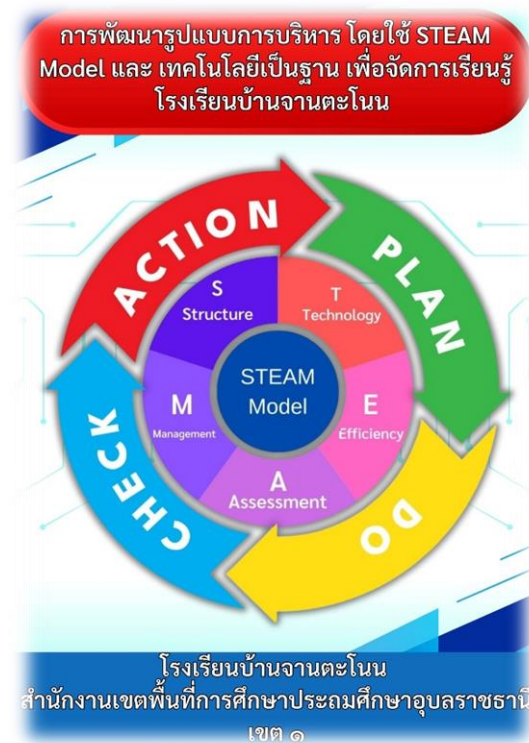 การพัฒนารูปแบบการบริหาร โดยใช้ STEAM
Model และ เทคโนโลยีเป็นฐาน เพื่อจัดการเรียนรู้
โรงเรียนบ้านจานตะโนน
ACTION
PLAN
DO
CHECK
S
Structure
T
Technology
E
Efficiency
A
Assessment
M
Management
STEAM
Model
โรงเรียนบ้านจานตะโนน
สำนักงานเขตพื้นที่การศึกษาประถมศึกษาอุบลราชธานี
เขต ๑